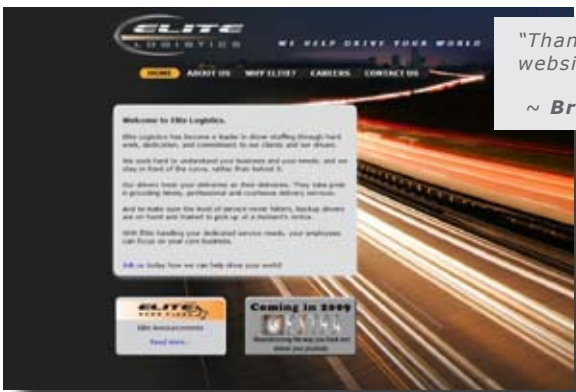 ELITE
LOGISTICS
WE HELP DRIVE YOUR WORLD
"Than
websi
~ Br
HOME ABOUT US WHY ELITE? CAREERS CONTACT US
Welcome to Elite Logistics.
Elite Logistics has become a leader in driver staffing through hard
work, dedication, and commitment to our clients and our drivers.
We work hard to understand your business and your needs, and we
stay in front of the curve, rather than behind it.
Our drivers treat your deliveries as their deliveries. They take pride
in providing timely, professional and courteous delivery services.
And to make sure the level of service never falters, backup drivers
are on hand and trained to pick up at a moment's notice.
With Elite handling your dedicated service needs, your employees
can focus on your core business.
Ask us today how we can help drive your world!
ELITE
Elite Announcements
Read more...
Coming in 2009